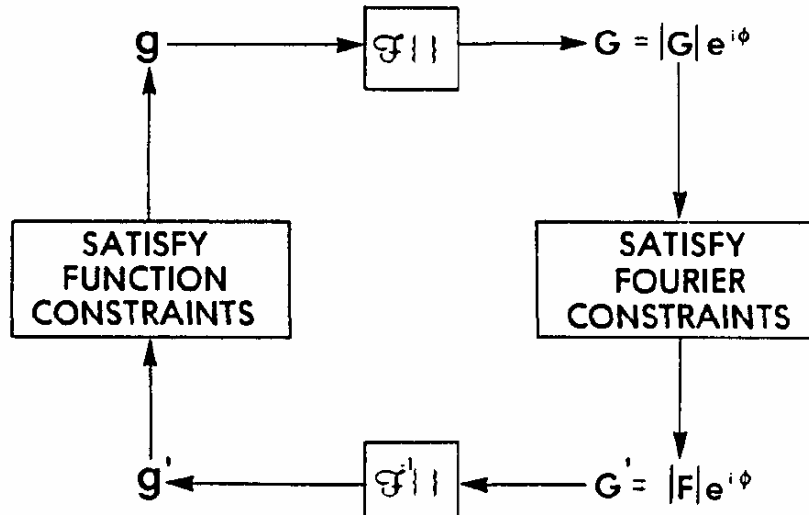 g
ℱ{ }
G = |G| e^{iϕ}
SATISFY
FUNCTION
CONSTRAINTS
SATISFY
FOURIER
CONSTRAINTS
g'
ℱ⁻¹{ }
G' = |F| e^{iϕ}